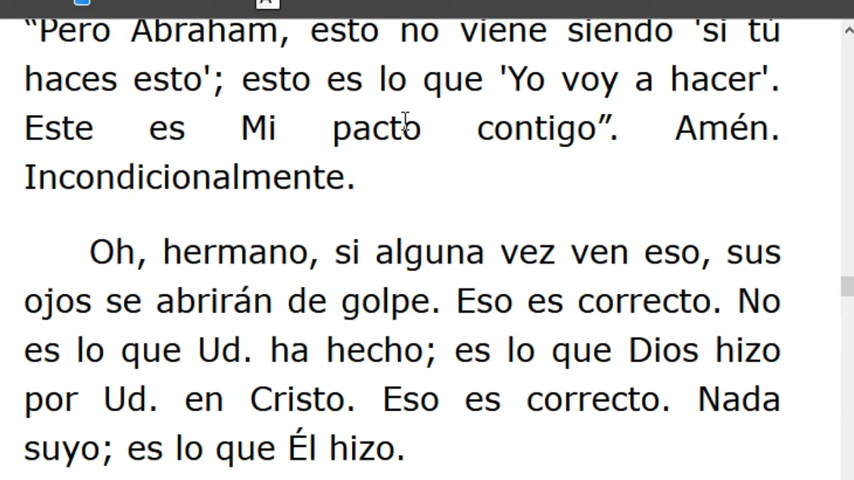 “Pero Abraham, esto no viene siendo 'si tú
haces esto'; esto es lo que 'Yo voy a hacer'.
Este es Mi pacto contigo”. Amén.
Incondicionalmente.
Oh, hermano, si alguna vez ven eso, sus
ojos se abrirán de golpe. Eso es correcto. No
es lo que Ud. ha hecho; es lo que Dios hizo
por Ud. en Cristo. Eso es correcto. Nada
suyo; es lo que Él hizo.